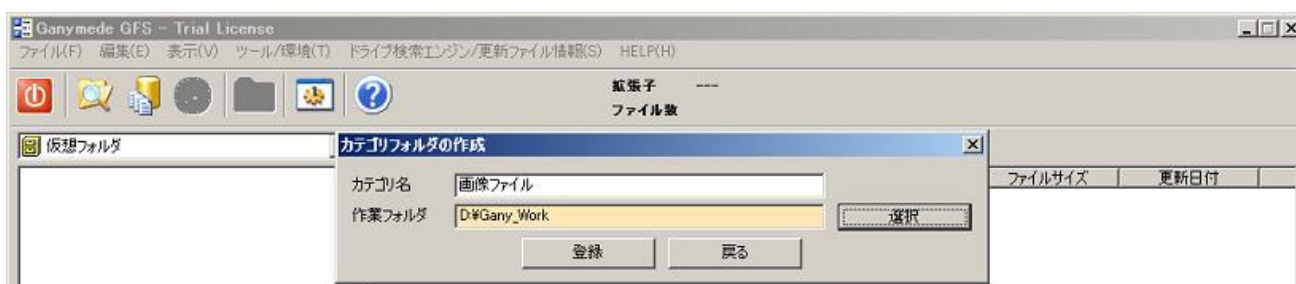 Ganymede GFS - Trial License
ファイル(F) 編集(E) 表示(V) ツール/環境(T) ドライブ検索エンジン/更新ファイル情報(S) HELP(H)
拡張子 ---
ファイル数
仮想フォルダ
カテゴリフォルダの作成
ファイルサイズ 更新日付
カテゴリ名 画像ファイル
作業フォルダ D:¥Gany_Work 選択
登録 戻る